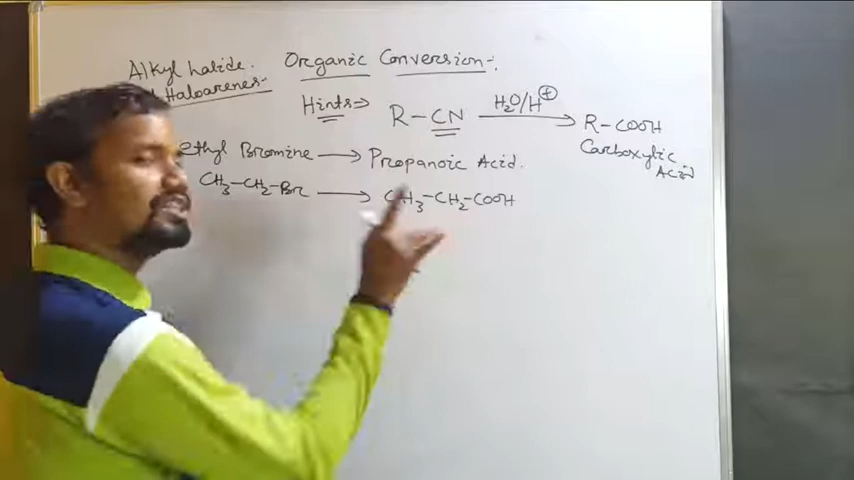 Alkyl halide. Organic Conversion:-
Haloarenes:-
Hints⇒ R-CN H₂O/H⊕ → R-COOH
Carboxylic Acid
ethyl Bromine → Propanoic Acid.
CH₃-CH₂-Br → CH₃-CH₂-COOH